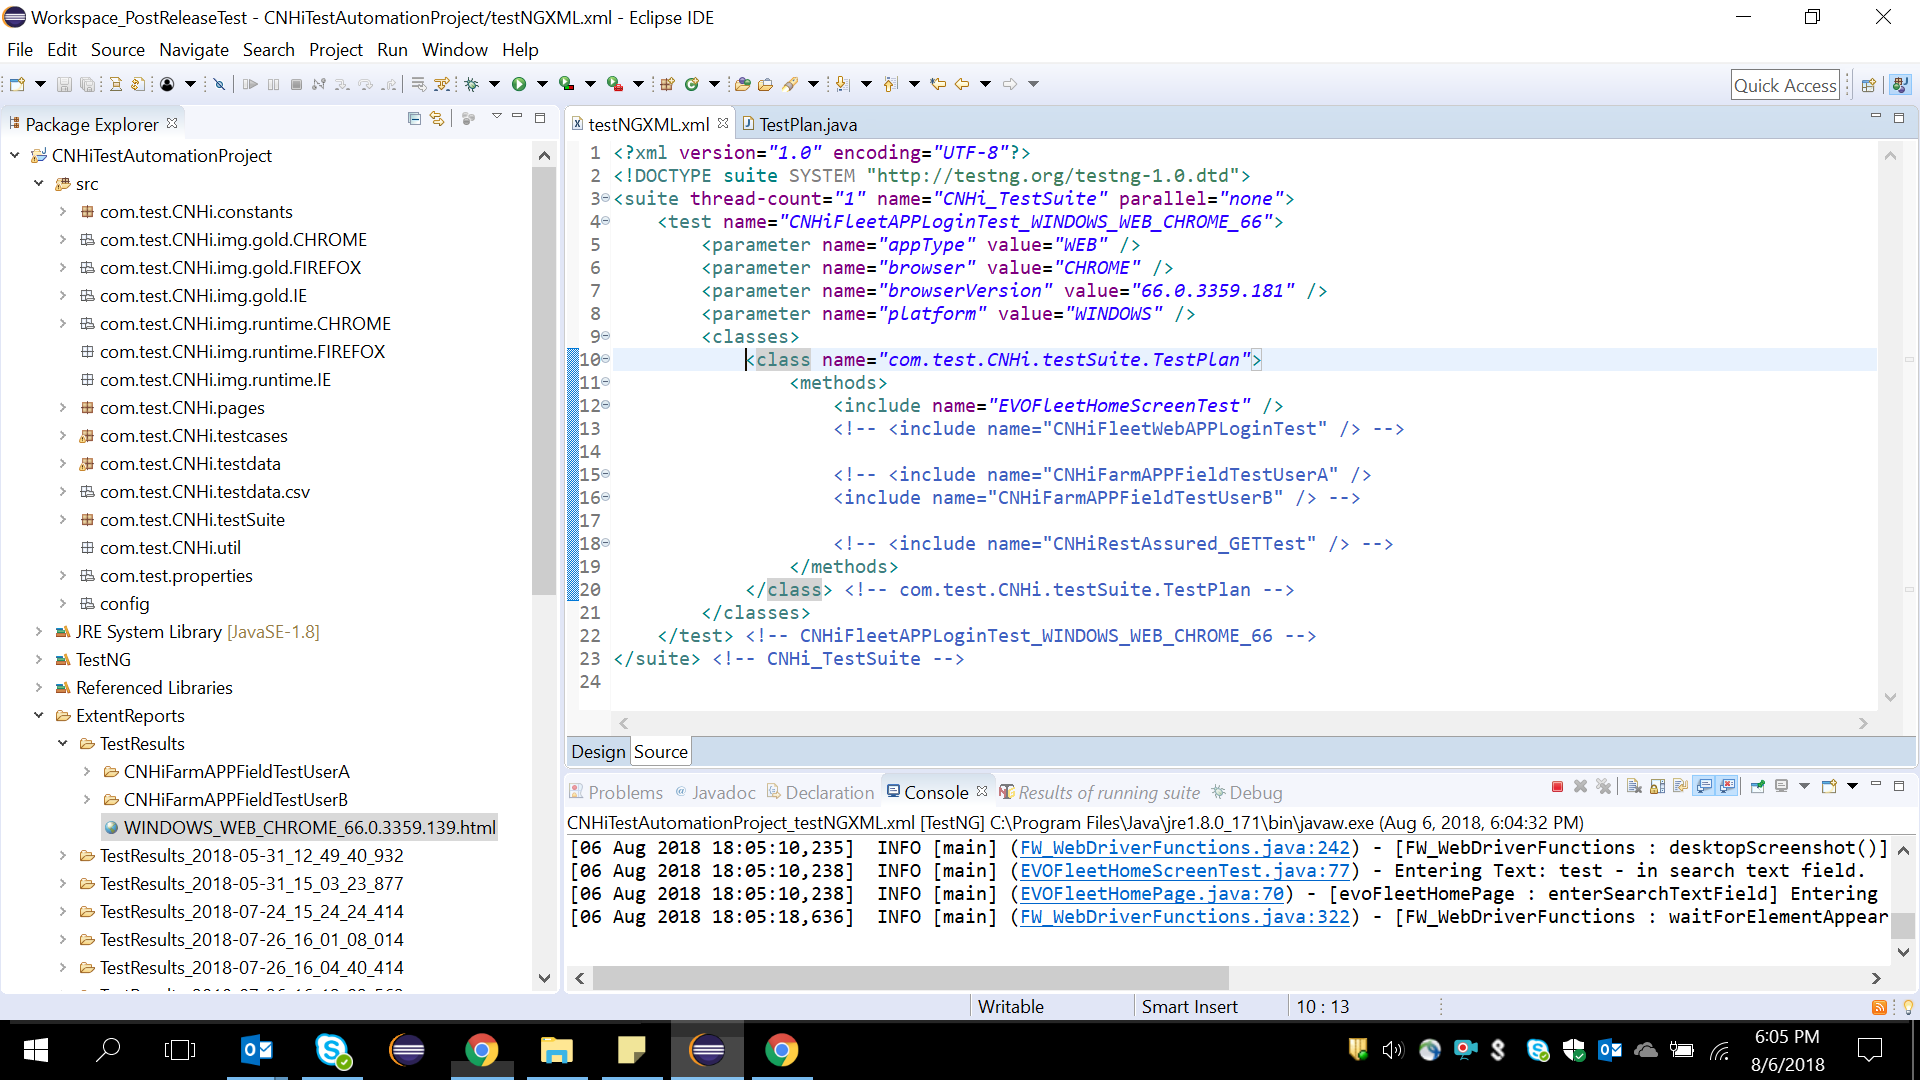 Workspace_PostReleaseTest - CNHiTestAutomationProject/testNGXML.xml - Eclipse IDE
File Edit Source Navigate Search Project Run Window Help
Quick Access
Package Explorer
CNHiTestAutomationProject
src
com.test.CNHi.constants
com.test.CNHi.img.gold.CHROME
com.test.CNHi.img.gold.FIREFOX
com.test.CNHi.img.gold.IE
com.test.CNHi.img.runtime.CHROME
com.test.CNHi.img.runtime.FIREFOX
com.test.CNHi.img.runtime.IE
com.test.CNHi.pages
com.test.CNHi.testcases
com.test.CNHi.testdata
com.test.CNHi.testdata.csv
com.test.CNHi.testSuite
com.test.CNHi.util
com.test.properties
config
JRE System Library [JavaSE-1.8]
TestNG
Referenced Libraries
ExtentReports
TestResults
CNHiFarmAPPFieldTestUserA
CNHiFarmAPPFieldTestUserB
WINDOWS_WEB_CHROME_66.0.3359.139.html
TestResults_2018-05-31_12_49_40_932
TestResults_2018-05-31_15_03_23_877
TestResults_2018-07-24_15_24_24_414
TestResults_2018-07-26_16_01_08_014
TestResults_2018-07-26_16_04_40_414
testNGXML.xml TestPlan.java
1 <?xml version="1.0" encoding="UTF-8"?>
2 <!DOCTYPE suite SYSTEM "http://testng.org/testng-1.0.dtd">
3 <suite thread-count="1" name="CNHi_TestSuite" parallel="none">
4 <test name="CNHiFleetAPPLoginTest_WINDOWS_WEB_CHROME_66">
5 <parameter name="appType" value="WEB" />
6 <parameter name="browser" value="CHROME" />
7 <parameter name="browserVersion" value="66.0.3359.181" />
8 <parameter name="platform" value="WINDOWS" />
9 <classes>
10 <class name="com.test.CNHi.testSuite.TestPlan">
11 <methods>
12 <include name="EVOFleetHomeScreenTest" />
13 <!-- <include name="CNHiFleetWebAPPLoginTest" /> -->
14
15 <!-- <include name="CNHiFarmAPPFieldTestUserA" />
16 <include name="CNHiFarmAPPFieldTestUserB" /> -->
17
18 <!-- <include name="CNHiRestAssured_GETTest" /> -->
19 </methods>
20 </class> <!-- com.test.CNHi.testSuite.TestPlan -->
21 </classes>
22 </test> <!-- CNHiFleetAPPLoginTest_WINDOWS_WEB_CHROME_66 -->
23 </suite> <!-- CNHi_TestSuite -->
24
Design Source
Problems Javadoc Declaration Console Results of running suite Debug
CNHiTestAutomationProject_testNGXML.xml [TestNG] C:\Program Files\Java\jre1.8.0_171\bin\javaw.exe (Aug 6, 2018, 6:04:32 PM)
[06 Aug 2018 18:05:10,235] INFO [main] (FW_WebDriverFunctions.java:242) - [FW_WebDriverFunctions : desktopScreenshot()]
[06 Aug 2018 18:05:10,238] INFO [main] (EVOFleetHomeScreenTest.java:77) - Entering Text: test - in search text field.
[06 Aug 2018 18:05:10,238] INFO [main] (EVOFleetHomePage.java:70) - [evoFleetHomePage : enterSearchTextField] Entering
[06 Aug 2018 18:05:18,636] INFO [main] (FW_WebDriverFunctions.java:322) - [FW_WebDriverFunctions : waitForElementAppear
Writable Smart Insert 10 : 13
6:05 PM
8/6/2018